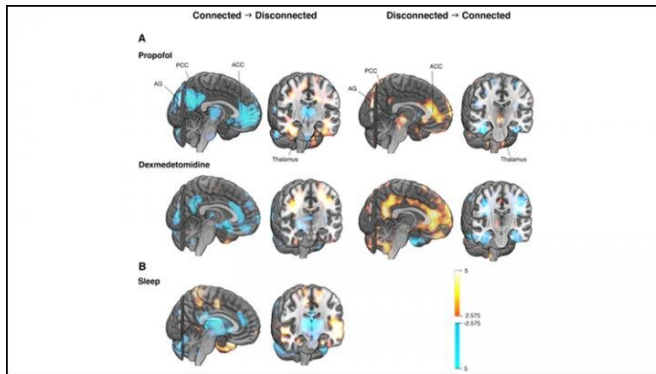 Connected → Disconnected
Disconnected → Connected
A
Propofol
AG
PCC
ACC
Thalamus
AG
ACC
Thalamus
Dexmedetomidine
B
Sleep
5
2.575
-2.575
5